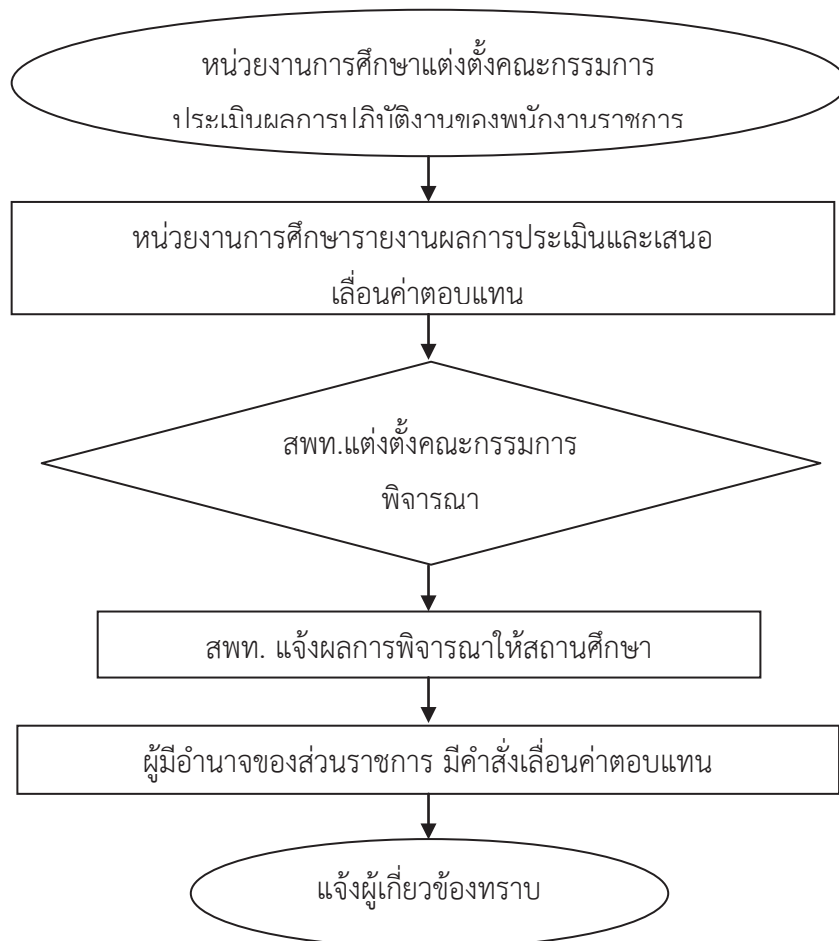 หน่วยงานการศึกษาแต่งตั้งคณะกรรมการ
ประเมินผลการปฏิบัติงานของพนักงานราชการ
หน่วยงานการศึกษารายงานผลการประเมินและเสนอ
เลื่อนค่าตอบแทน
สพท.แต่งตั้งคณะกรรมการ
พิจารณา
สพท. แจ้งผลการพิจารณาให้สถานศึกษา
ผู้มีอำนาจของส่วนราชการ มีคำสั่งเลื่อนค่าตอบแทน
แจ้งผู้เกี่ยวข้องทราบ